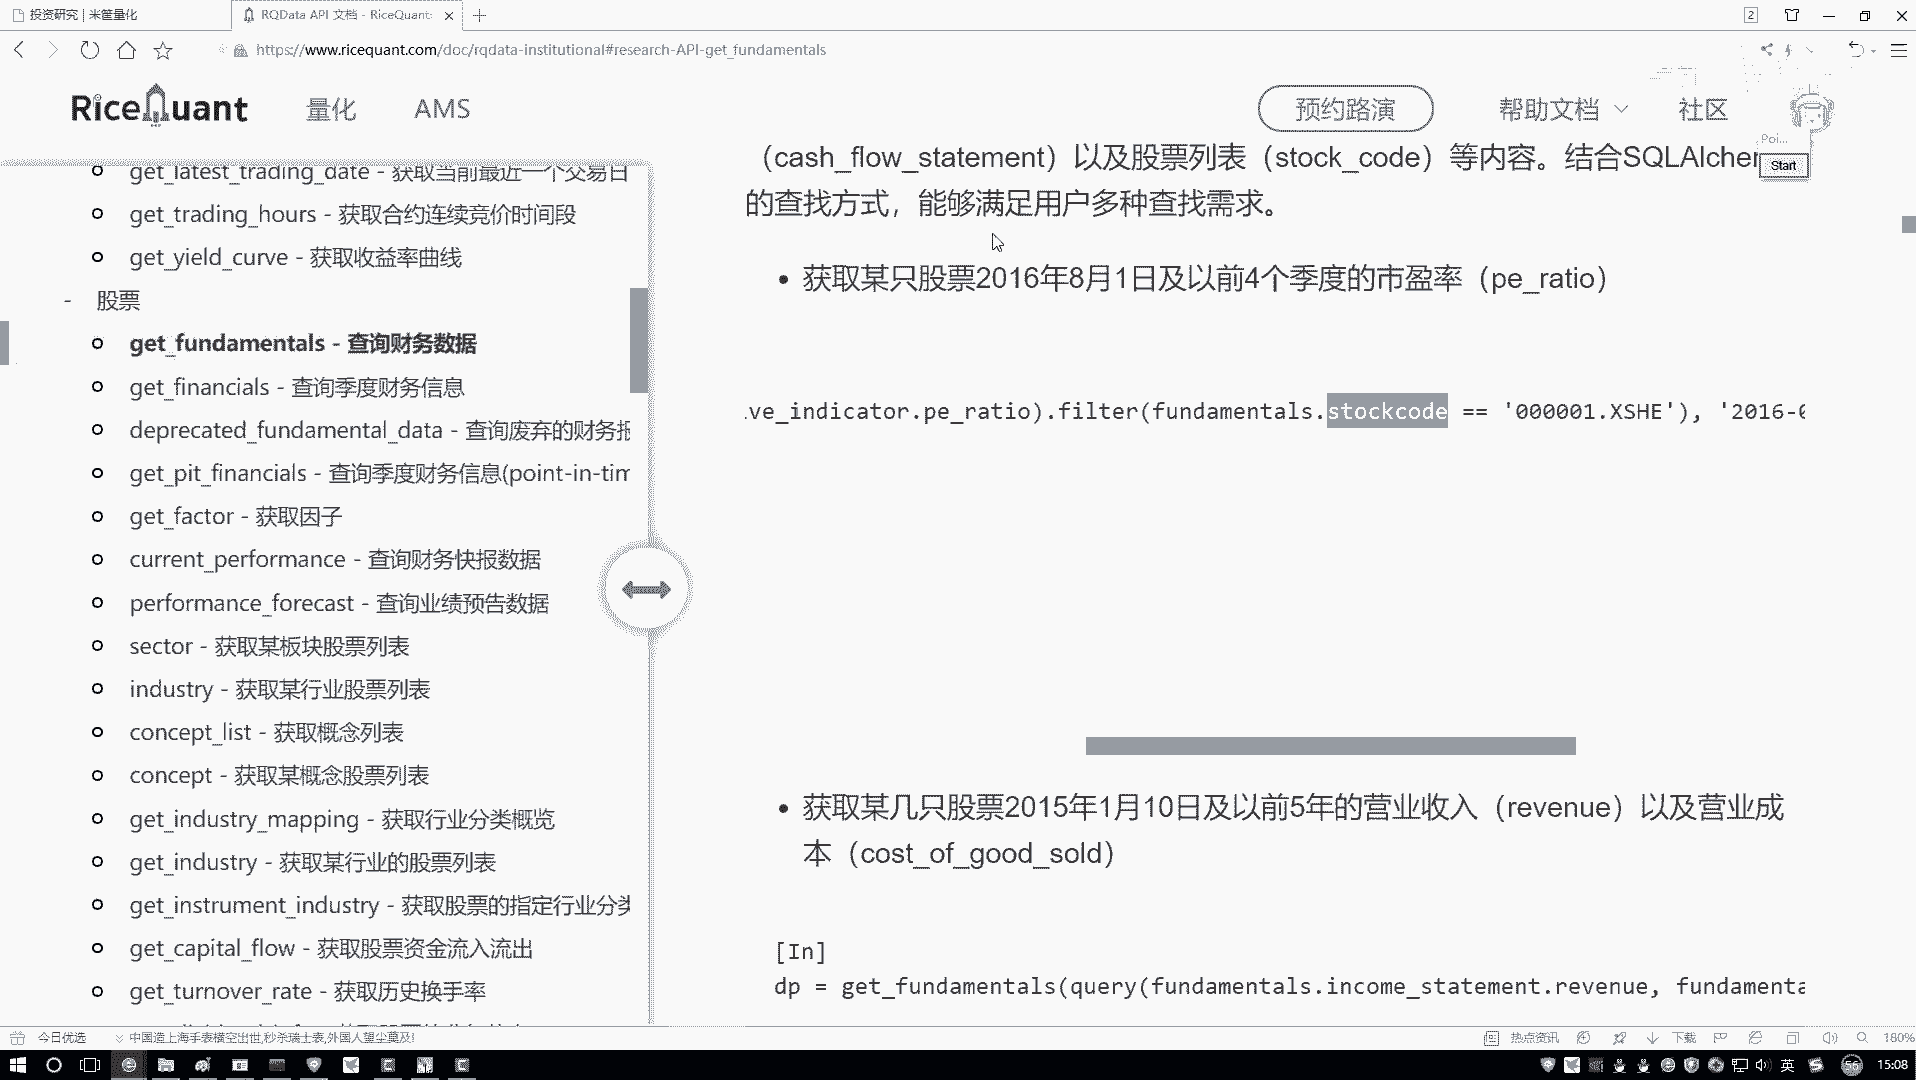 投资研究 | 米筐量化
RQData API 文档 - RiceQuant:
2
https://www.ricequant.com/doc/rqdata-institutional#research-API-get_fundamentals
RiceQuant
量化
AMS
预约路演
帮助文档
社区
Poi...
Start
get_latest_trading_date - 获取当前最近一个交易日
get_trading_hours - 获取合约连续竞价时间段
get_yield_curve - 获取收益率曲线
- 股票
get_fundamentals - 查询财务数据
get_financials - 查询季度财务信息
deprecated_fundamental_data - 查询废弃的财务报
get_pit_financials - 查询季度财务信息(point-in-tim
get_factor - 获取因子
current_performance - 查询财务快报数据
performance_forecast - 查询业绩预告数据
sector - 获取某板块股票列表
industry - 获取某行业股票列表
concept_list - 获取概念列表
concept - 获取某概念股票列表
get_industry_mapping - 获取行业分类概览
get_industry - 获取某行业的股票列表
get_instrument_industry - 获取股票的指定行业分类
get_capital_flow - 获取股票资金流入流出
get_turnover_rate - 获取历史换手率
（cash_flow_statement）以及股票列表（stock_code）等内容。结合SQLAlchem
的查找方式，能够满足用户多种查找需求。
• 获取某只股票2016年8月1日及以前4个季度的市盈率（pe_ratio）
.ve_indicator.pe_ratio).filter(fundamentals.stockcode == '000001.XSHE'), '2016-0
• 获取某几只股票2015年1月10日及以前5年的营业收入（revenue）以及营业成
本（cost_of_good_sold）
[In]
dp = get_fundamentals(query(fundamentals.income_statement.revenue, fundamenta
今日优选
中国造上海手表横空出世,秒杀瑞士表,外国人望尘莫及!
热点资讯
下载
180%
英
56
15:08